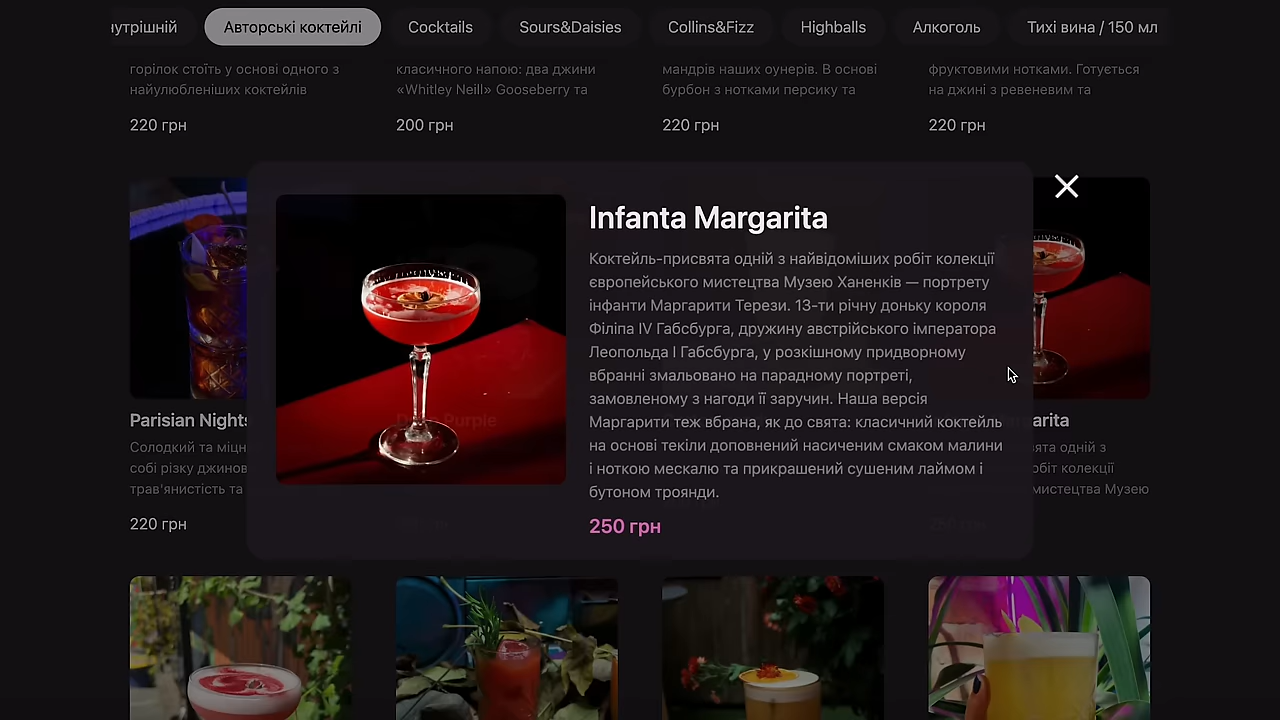 нутрішній
Авторські коктейлі
Cocktails
Sours&Daisies
Collins&Fizz
Highballs
Алкоголь
Тихі вина / 150 мл
горілок стоїть у основі одного з
найулюбленіших коктейлів
220 грн
класичного напою: два джини
«Whitley Neill» Gooseberry та
200 грн
мандрів наших оунерів. В основі
бурбон з нотками персику та
220 грн
фруктовими нотками. Готується
на джині з ревеневим та
220 грн
Infanta Margarita
Коктейль-присвята одній з найвідоміших робіт колекції
європейського мистецтва Музею Ханенків — портрету
інфанти Маргарити Терези. 13-ти річну доньку короля
Філіпа IV Габсбурга, дружину австрійського імператора
Леопольда I Габсбурга, у розкішному придворному
вбранні змальовано на парадному портреті,
замовленому з нагоди її заручин. Наша версія
Маргарити теж вбрана, як до свята: класичний коктейль
на основі текіли доповнений насиченим смаком малини
і ноткою мескалю та прикрашений сушеним лаймом і
бутоном троянди.
250 грн
Parisian Nights
Солодкий та міцн
собі різку джинов
трав'янистість та
220 грн
Purple
arita
ята одній з
обіт колекції
мистецтва Музею
250 грн